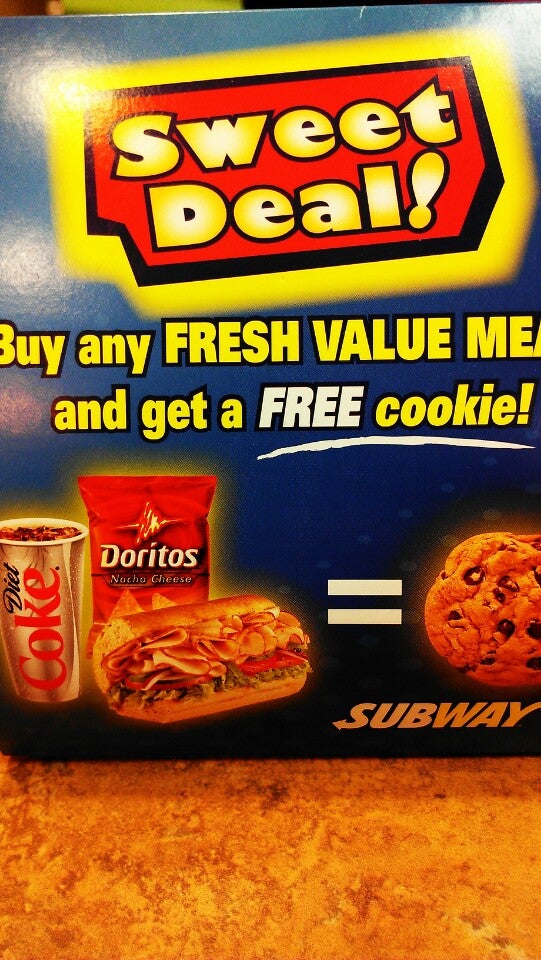 Sweet
Deal!
Buy any FRESH VALUE MEA
and get a FREE cookie!
Diet
Coke
Doritos
Nacho Cheese
=
SUBWAY